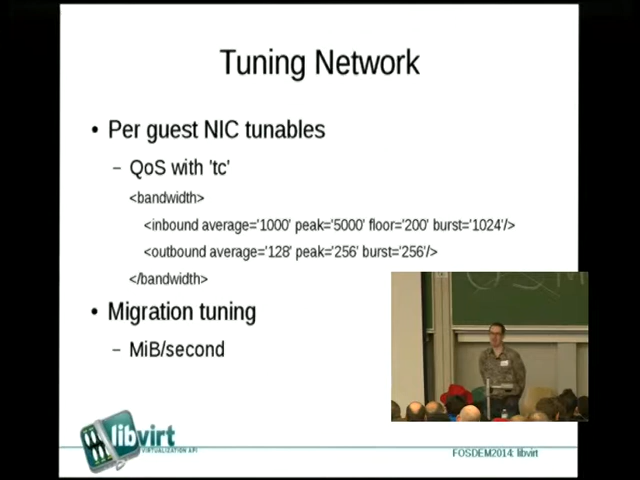 Tuning Network
• Per guest NIC tunables
– QoS with 'tc'
<bandwidth>
<inbound average='1000' peak='5000' floor='200' burst='1024'/>
<outbound average='128' peak='256' burst='256'/>
</bandwidth>
• Migration tuning
– MiB/second
libvirt
VIRTUALIZATION API
FOSDEM2014: libvirt